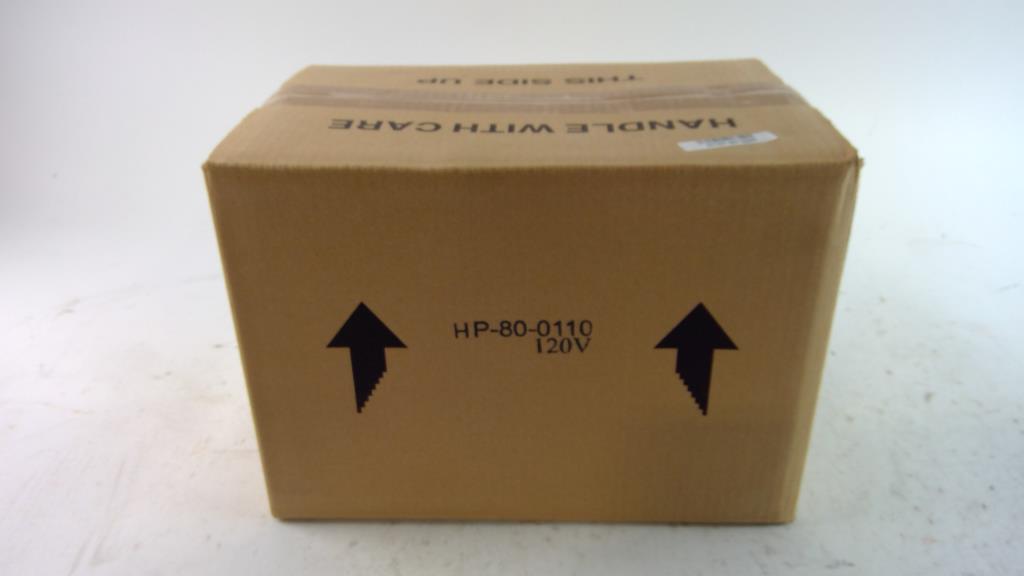 THIS SIDE UP
HANDLE WITH CARE
HP-80-0110
120V